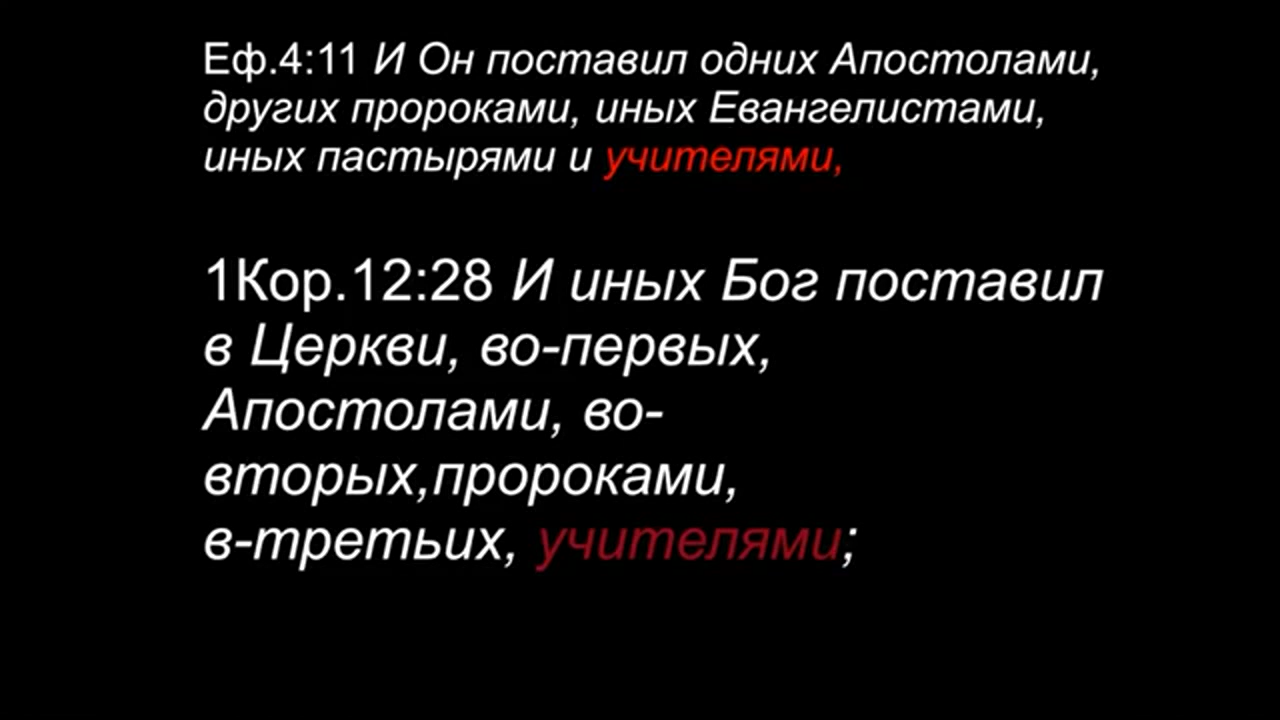 Еф.4:11 И Он поставил одних Апостолами,
других пророками, иных Евангелистами,
иных пастырями и учителями,
1Кор.12:28 И иных Бог поставил
в Церкви, во-первых,
Апостолами, во-
вторых,пророками,
в-третьих, учителями;